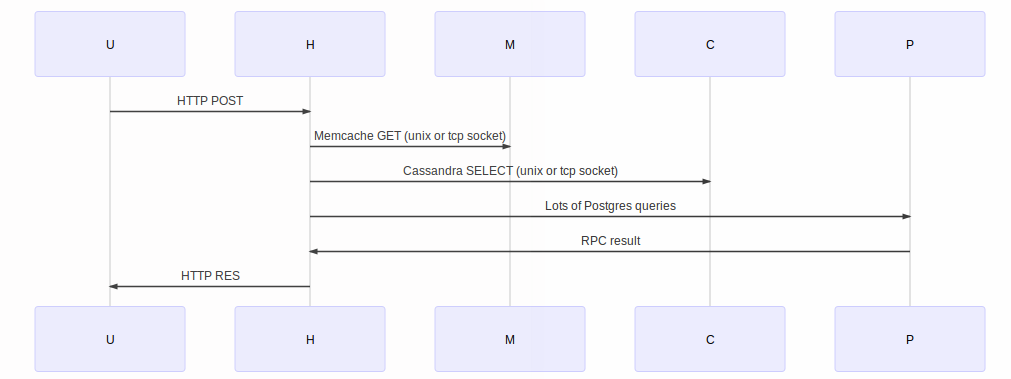 U
H
M
C
P
HTTP POST
Memcache GET (unix or tcp socket)
Cassandra SELECT (unix or tcp socket)
Lots of Postgres queries
RPC result
HTTP RES
U
H
M
C
P